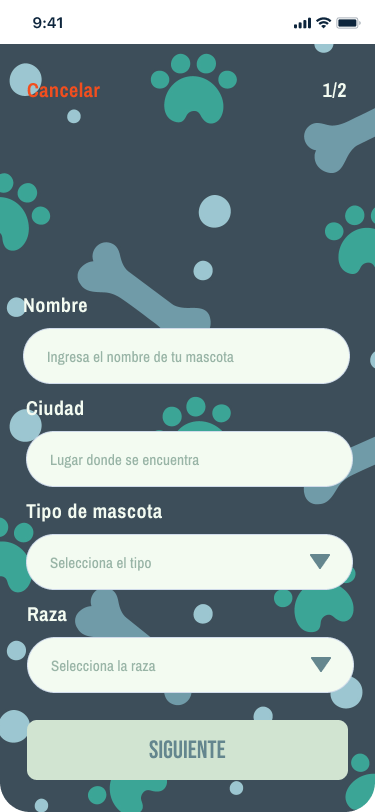 9:41
Cancelar 1/2
Nombre
Ingresa el nombre de tu mascota
Ciudad
Lugar donde se encuentra
Tipo de mascota
Selecciona el tipo
Raza
Selecciona la raza
SIGUIENTE